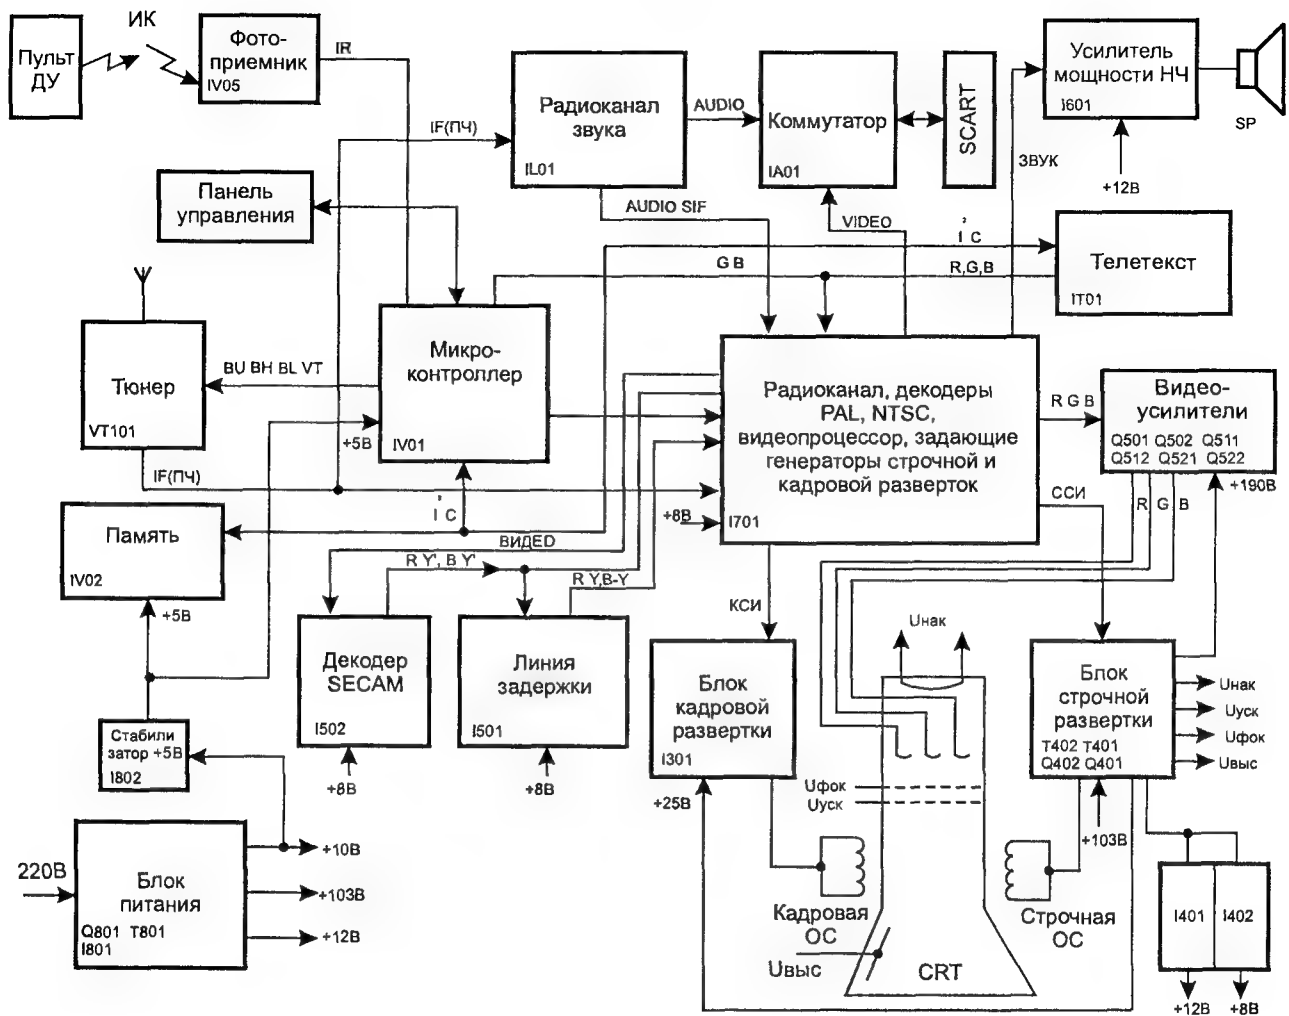 Пульт
ДУ
ИК
Фото-
приемник
IV05
IR
Радиоканал
звука
IL01
AUDIO
Коммутатор
IA01
SCART
Усилитель
мощности НЧ
I601
SP
+12В
ЗВУК
IF(ПЧ)
Панель
управления
AUDIO SIF
VIDEO
I²C
G B
R,G,B
Телетекст
IT01
Тюнер
VT101
BU BH BL VT
Микро-
контроллер
IV01
+5В
Радиоканал, декодеры
PAL, NTSC,
видеопроцессор, задающие
генераторы строчной и
кадровой разверток
I701
+8В
R G B
Видео-
усилители
Q501 Q502 Q511
Q512 Q521 Q522
+190В
R G B
ССИ
IF(ПЧ)
I²C
Память
IV02
+5В
ВИДЕО
R Y', B Y'
R Y,B-Y
КСИ
Декодер
SECAM
I502
+8В
Линия
задержки
I501
+8В
Блок
кадровой
развертки
I301
+25В
Uнак
Блок
строчной
развертки
T402 T401
Q402 Q401
Uнак
Uуск
Uфок
Uвыс
+103В
Стабили
затор +5В
I802
Uфок
Uуск
220В
Блок
питания
Q801 T801
I801
+10В
+103В
+12В
Кадровая
ОС
Строчная
ОС
Uвыс
CRT
I401
I402
+12В
+8В